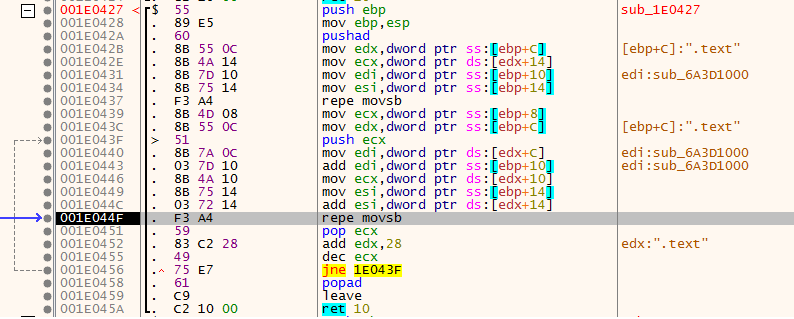 001E0427 <┌$ 55 push ebp sub_1E0427
001E0428 . 89 E5 mov ebp,esp
001E042A . 60 pushad
001E042B . 8B 55 0C mov edx,dword ptr ss:[ebp+C] [ebp+C]:".text"
001E042E . 8B 4A 14 mov ecx,dword ptr ds:[edx+14]
001E0431 . 8B 7D 10 mov edi,dword ptr ss:[ebp+10] edi:sub_6A3D1000
001E0434 . 8B 75 14 mov esi,dword ptr ss:[ebp+14]
001E0437 . F3 A4 repe movsb
001E0439 . 8B 4D 08 mov ecx,dword ptr ss:[ebp+8]
001E043C . 8B 55 0C mov edx,dword ptr ss:[ebp+C] [ebp+C]:".text"
001E043F > 51 push ecx
001E0440 . 8B 7A 0C mov edi,dword ptr ds:[edx+C] edi:sub_6A3D1000
001E0443 . 03 7D 10 add edi,dword ptr ss:[ebp+10] edi:sub_6A3D1000
001E0446 . 8B 4A 10 mov ecx,dword ptr ds:[edx+10]
001E0449 . 8B 75 14 mov esi,dword ptr ss:[ebp+14]
001E044C . 03 72 14 add esi,dword ptr ds:[edx+14]
001E044F . F3 A4 repe movsb
001E0451 . 59 pop ecx
001E0452 . 83 C2 28 add edx,28 edx:".text"
001E0455 . 49 dec ecx
001E0456 .^ 75 E7 jne 1E043F
001E0458 . 61 popad
001E0459 . C9 leave
001E045A . C2 10 00 ret 10